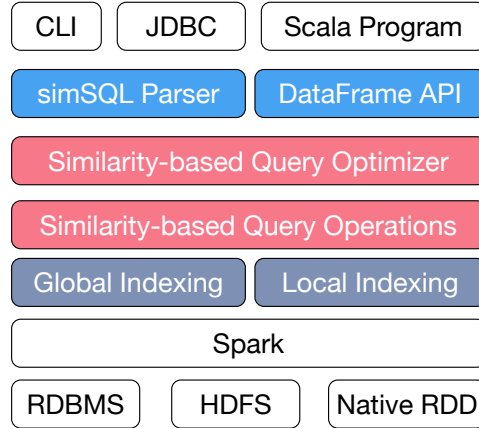 CLI JDBC Scala Program
simSQL Parser DataFrame API
Similarity-based Query Optimizer
Similarity-based Query Operations
Global Indexing Local Indexing
Spark
RDBMS HDFS Native RDD